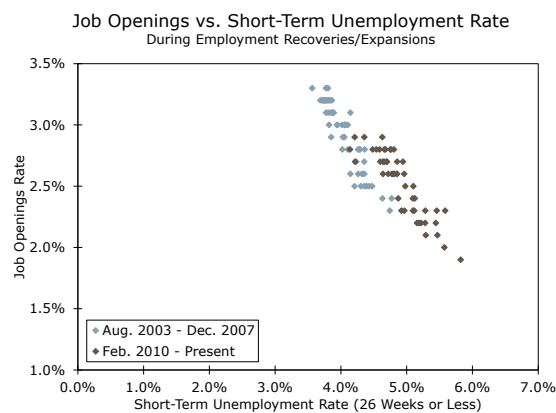 Job Openings vs. Short-Term Unemployment Rate
During Employment Recoveries/Expansions
3.5%
3.0%
2.5%
2.0%
1.5%
1.0%
Job Openings Rate
Aug. 2003 - Dec. 2007
Feb. 2010 - Present
0.0% 1.0% 2.0% 3.0% 4.0% 5.0% 6.0% 7.0%
Short-Term Unemployment Rate (26 Weeks or Less)